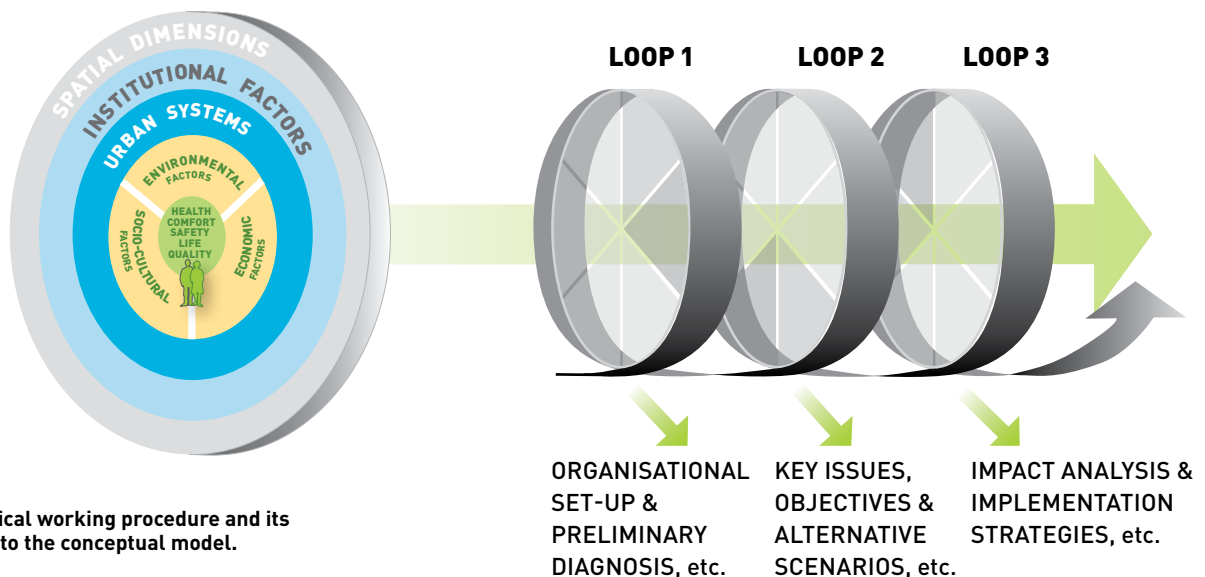 SPATIAL DIMENSIONS
INSTITUTIONAL FACTORS
URBAN SYSTEMS
ENVIRONMENTAL
FACTORS
SOCIO-CULTURAL
FACTORS
ECONOMIC
FACTORS
HEALTH
COMFORT
SAFETY
LIFE
QUALITY
LOOP 1
LOOP 2
LOOP 3
ORGANISATIONAL
SET-UP &
PRELIMINARY
DIAGNOSIS, etc.
KEY ISSUES,
OBJECTIVES &
ALTERNATIVE
SCENARIOS, etc.
IMPACT ANALYSIS &
IMPLEMENTATION
STRATEGIES, etc.
ical working procedure and its
to the conceptual model.